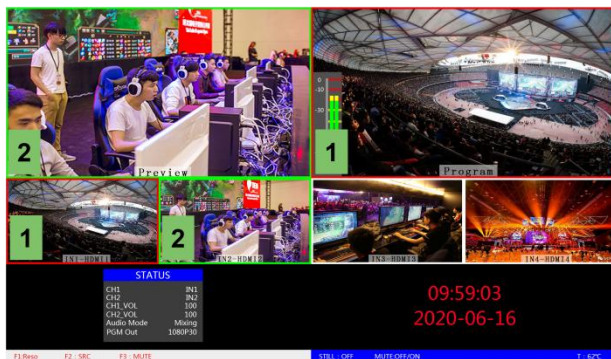 2
Preview
0
-10
-30
1
Program
1
IN1-HDMI1
2
IN2-HDMI2
IN3-HDMI3
IN4-HDMI4
STATUS
CH1 IN1
CH2 IN2
CH1_VOL 100
CH2_VOL 100
Audio Mode Mixing
PGM Out 1080P30
09:59:03
2020-06-16
F1:Reso F2 : SRC F3 : MUTE STILL : OFF MUTE:OFF/ON T : 62℃